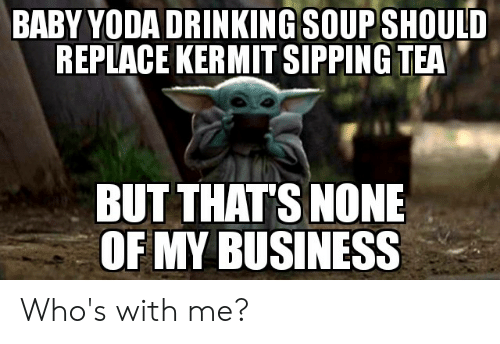 BABY YODA DRINKING SOUP SHOULD
REPLACE KERMIT SIPPING TEA
BUT THAT'S NONE
OF MY BUSINESS
Who's with me?